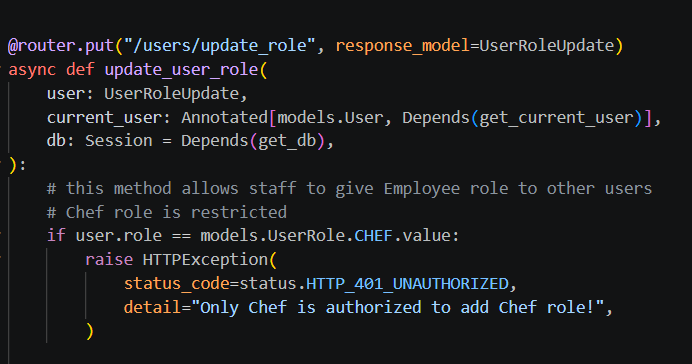 @router.put("/users/update_role", response_model=UserRoleUpdate)
async def update_user_role(
    user: UserRoleUpdate,
    current_user: Annotated[models.User, Depends(get_current_user)],
    db: Session = Depends(get_db),
):
    # this method allows staff to give Employee role to other users
    # Chef role is restricted
    if user.role == models.UserRole.CHEF.value:
        raise HTTPException(
            status_code=status.HTTP_401_UNAUTHORIZED,
            detail="Only Chef is authorized to add Chef role!",
        )